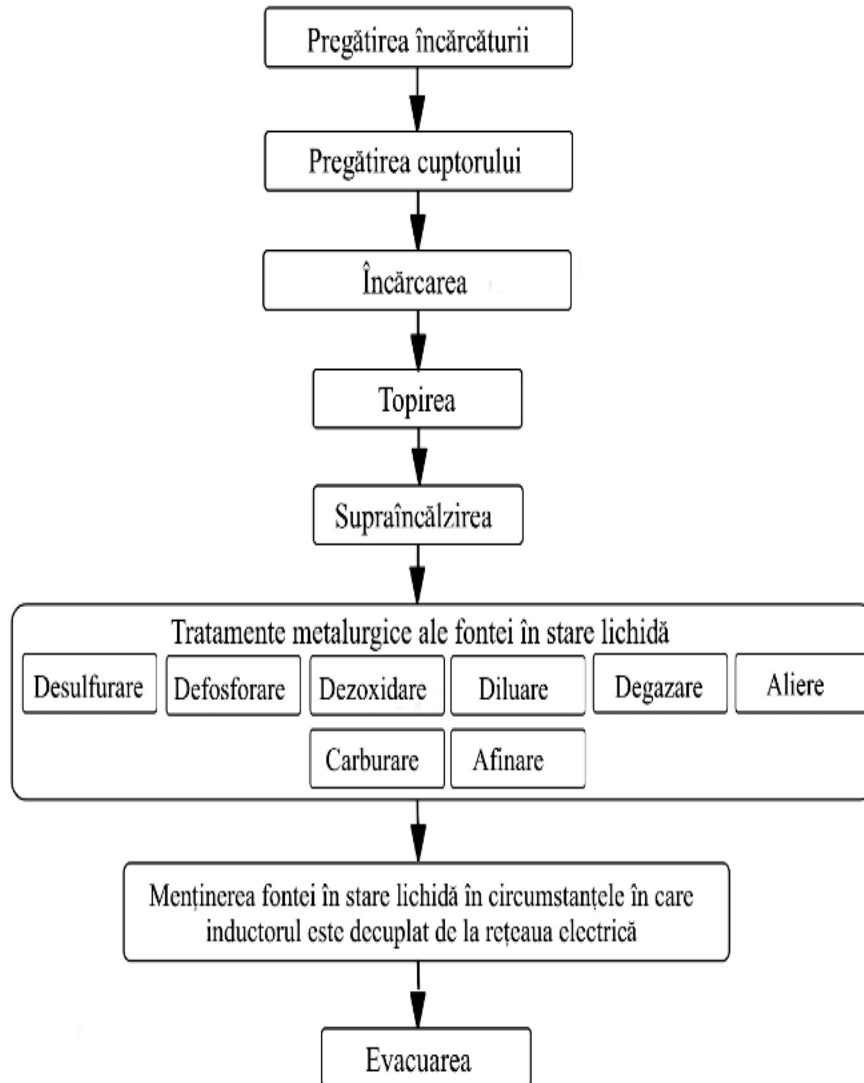 Pregătirea încărcăturii
Pregătirea cuptorului
Încărcarea
Topirea
Supraîncălzirea
Tratamente metalurgice ale fontei în stare lichidă
Desulfurare
Defosforare
Dezoxidare
Diluare
Degazare
Aliere
Carburare
Afinare
Menținerea fontei în stare lichidă în circumstanțele în care
inductorul este decuplat de la rețeaua electrică
Evacuarea